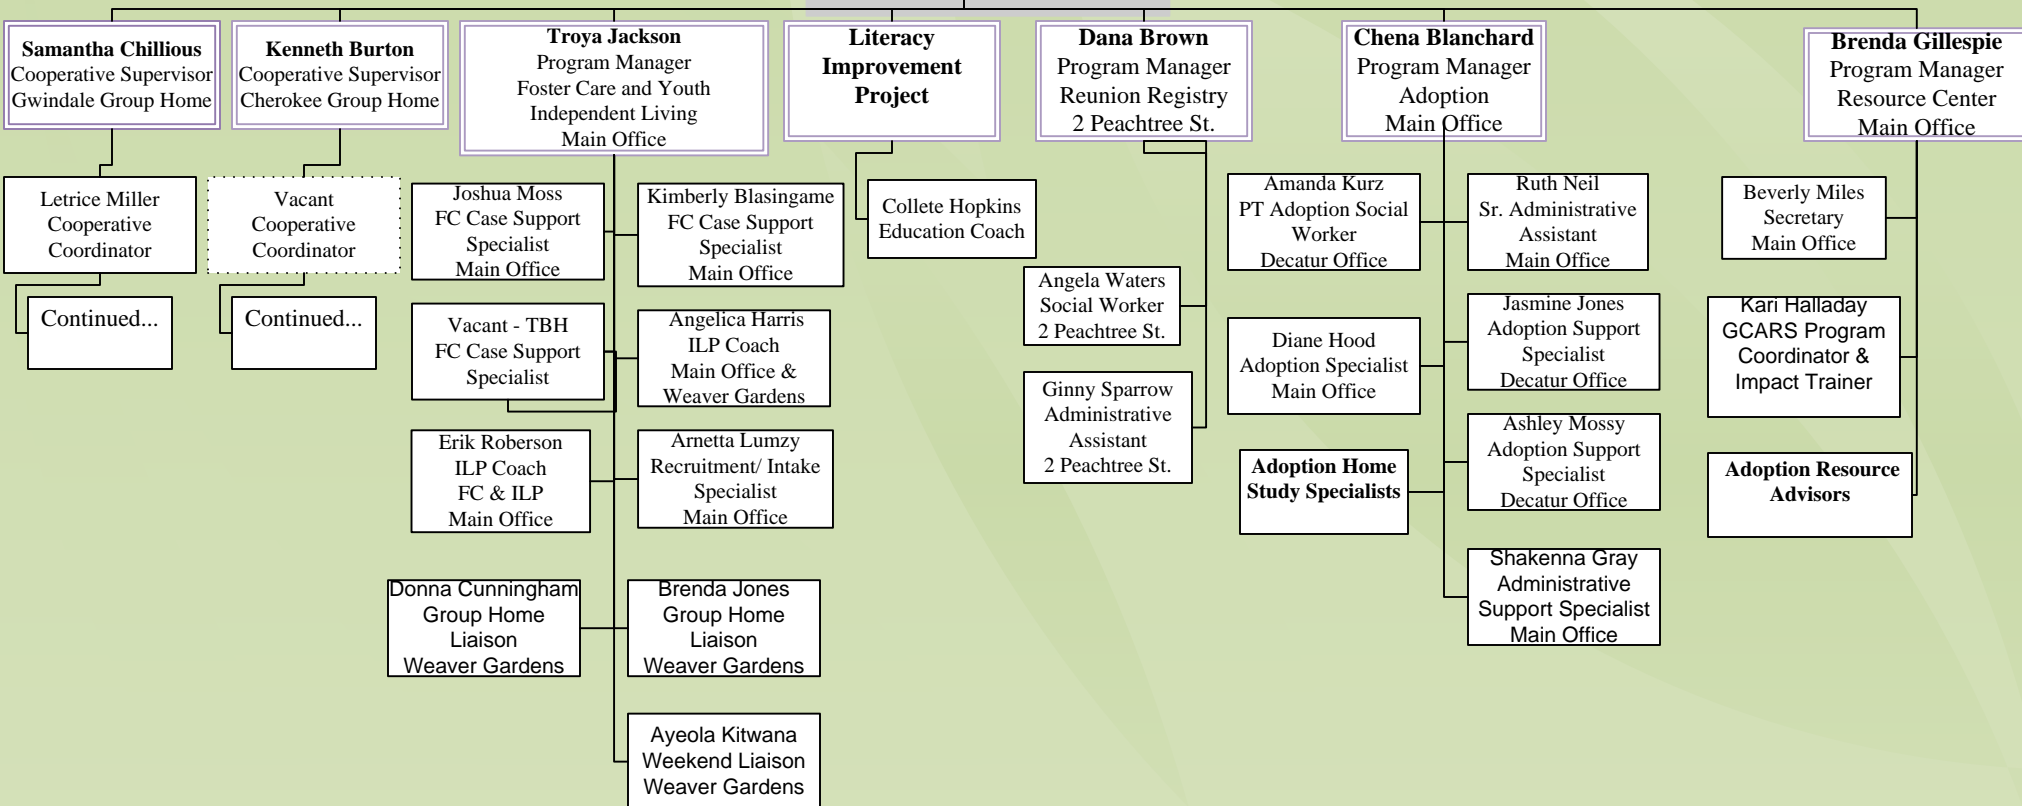 Samantha Chillious
Cooperative Supervisor
Gwindale Group Home
Kenneth Burton
Cooperative Supervisor
Cherokee Group Home
Troya Jackson
Program Manager
Foster Care and Youth
Independent Living
Main Office
Literacy
Improvement
Project
Dana Brown
Program Manager
Reunion Registry
2 Peachtree St.
Chena Blanchard
Program Manager
Adoption
Main Office
Brenda Gillespie
Program Manager
Resource Center
Main Office
Letrice Miller
Cooperative
Coordinator
Continued...
Vacant
Cooperative
Coordinator
Continued...
Joshua Moss
FC Case Support
Specialist
Main Office
Kimberly Blasingame
FC Case Support
Specialist
Main Office
Vacant - TBH
FC Case Support
Specialist
Angelica Harris
ILP Coach
Main Office &
Weaver Gardens
Erik Roberson
ILP Coach
FC & ILP
Main Office
Arnetta Lumzy
Recruitment/ Intake
Specialist
Main Office
Donna Cunningham
Group Home
Liaison
Weaver Gardens
Brenda Jones
Group Home
Liaison
Weaver Gardens
Ayeola Kitwana
Weekend Liaison
Weaver Gardens
Collete Hopkins
Education Coach
Angela Waters
Social Worker
2 Peachtree St.
Ginny Sparrow
Administrative
Assistant
2 Peachtree St.
Amanda Kurz
PT Adoption Social
Worker
Decatur Office
Ruth Neil
Sr. Administrative
Assistant
Main Office
Diane Hood
Adoption Specialist
Main Office
Jasmine Jones
Adoption Support
Specialist
Decatur Office
Adoption Home
Study Specialists
Ashley Mossy
Adoption Support
Specialist
Decatur Office
Shakenna Gray
Administrative
Support Specialist
Main Office
Beverly Miles
Secretary
Main Office
Kari Halladay
GCARS Program
Coordinator &
Impact Trainer
Adoption Resource
Advisors